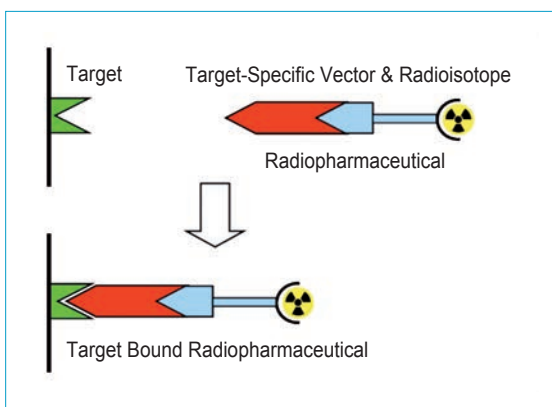 Target
Target-Specific Vector & Radioisotope
Radiopharmaceutical
Target Bound Radiopharmaceutical